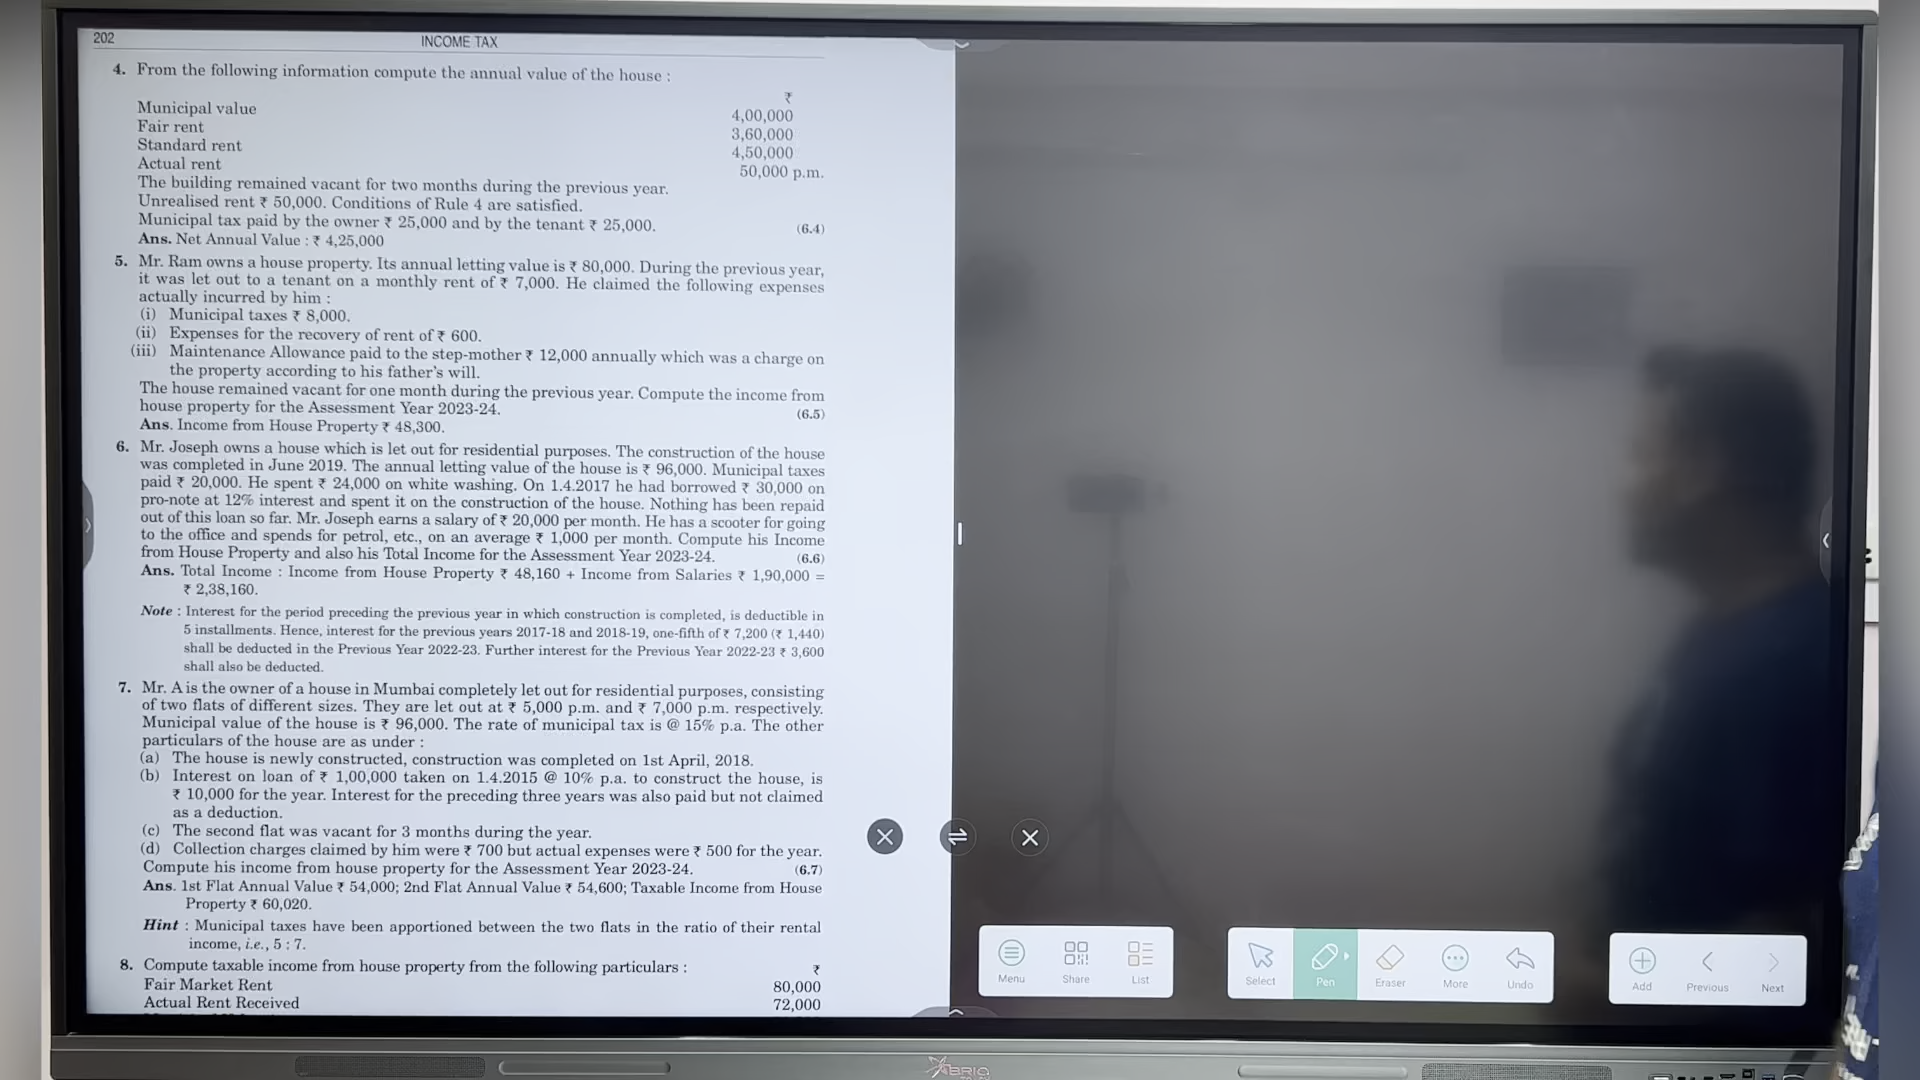 202
INCOME TAX
4. From the following information compute the annual value of the house :
₹
Municipal value 4,00,000
Fair rent 3,60,000
Standard rent 4,50,000
Actual rent 50,000 p.m.
The building remained vacant for two months during the previous year.
Unrealised rent ₹ 50,000. Conditions of Rule 4 are satisfied.
Municipal tax paid by the owner ₹ 25,000 and by the tenant ₹ 25,000. (6.4)
Ans. Net Annual Value : ₹ 4,25,000
5. Mr. Ram owns a house property. Its annual letting value is ₹ 80,000. During the previous year,
it was let out to a tenant on a monthly rent of ₹ 7,000. He claimed the following expenses
actually incurred by him :
(i) Municipal taxes ₹ 8,000.
(ii) Expenses for the recovery of rent of ₹ 600.
(iii) Maintenance Allowance paid to the step-mother ₹ 12,000 annually which was a charge on
the property according to his father's will.
The house remained vacant for one month during the previous year. Compute the income from
house property for the Assessment Year 2023-24. (6.5)
Ans. Income from House Property ₹ 48,300.
6. Mr. Joseph owns a house which is let out for residential purposes. The construction of the house
was completed in June 2019. The annual letting value of the house is ₹ 96,000. Municipal taxes
paid ₹ 20,000. He spent ₹ 24,000 on white washing. On 1.4.2017 he had borrowed ₹ 30,000 on
pro-note at 12% interest and spent it on the construction of the house. Nothing has been repaid
out of this loan so far. Mr. Joseph earns a salary of ₹ 20,000 per month. He has a scooter for going
to the office and spends for petrol, etc., on an average ₹ 1,000 per month. Compute his Income
from House Property and also his Total Income for the Assessment Year 2023-24. (6.6)
Ans. Total Income : Income from House Property ₹ 48,160 + Income from Salaries ₹ 1,90,000 =
₹ 2,38,160.
Note : Interest for the period preceding the previous year in which construction is completed, is deductible in
5 installments. Hence, interest for the previous years 2017-18 and 2018-19, one-fifth of ₹ 7,200 (₹ 1,440)
shall be deducted in the Previous Year 2022-23. Further interest for the Previous Year 2022-23 ₹ 3,600
shall also be deducted.
7. Mr. A is the owner of a house in Mumbai completely let out for residential purposes, consisting
of two flats of different sizes. They are let out at ₹ 5,000 p.m. and ₹ 7,000 p.m. respectively.
Municipal value of the house is ₹ 96,000. The rate of municipal tax is @ 15% p.a. The other
particulars of the house are as under :
(a) The house is newly constructed, construction was completed on 1st April, 2018.
(b) Interest on loan of ₹ 1,00,000 taken on 1.4.2015 @ 10% p.a. to construct the house, is
₹ 10,000 for the year. Interest for the preceding three years was also paid but not claimed
as a deduction.
(c) The second flat was vacant for 3 months during the year.
(d) Collection charges claimed by him were ₹ 700 but actual expenses were ₹ 500 for the year.
Compute his income from house property for the Assessment Year 2023-24. (6.7)
Ans. 1st Flat Annual Value ₹ 54,000; 2nd Flat Annual Value ₹ 54,600; Taxable Income from House
Property ₹ 60,020.
Hint : Municipal taxes have been apportioned between the two flats in the ratio of their rental
income, i.e., 5 : 7.
8. Compute taxable income from house property from the following particulars : ₹
Fair Market Rent 80,000
Actual Rent Received 72,000
Menu Share List Select Pen Eraser More Undo Add Previous Next